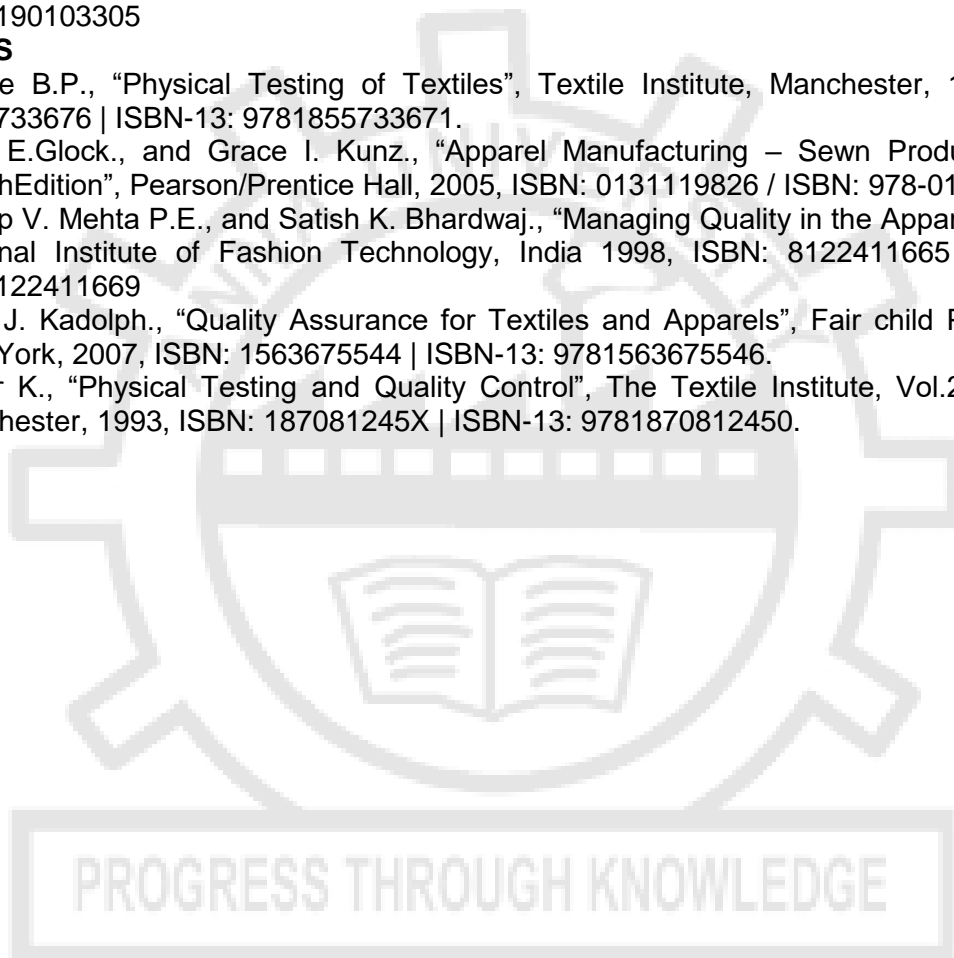 190103305
S
e B.P., “Physical Testing of Textiles”, Textile Institute, Manchester, 1
733676 | ISBN-13: 9781855733671.
E.Glock., and Grace I. Kunz., “Apparel Manufacturing – Sewn Produ
hEdition”, Pearson/Prentice Hall, 2005, ISBN: 0131119826 / ISBN: 978-01
p V. Mehta P.E., and Satish K. Bhardwaj., “Managing Quality in the Appar
nal Institute of Fashion Technology, India 1998, ISBN: 8122411665
122411669
J. Kadolph., “Quality Assurance for Textiles and Apparels”, Fair child P
York, 2007, ISBN: 1563675544 | ISBN-13: 9781563675546.
r K., “Physical Testing and Quality Control”, The Textile Institute, Vol.2
hester, 1993, ISBN: 187081245X | ISBN-13: 9781870812450.
ANNA UNIVERSITY
PROGRESS THROUGH KNOWLEDGE